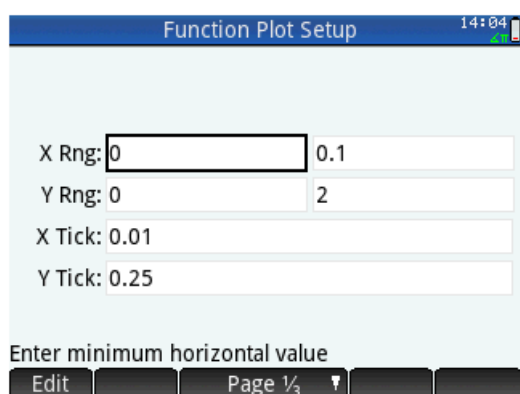 Function Plot Setup 14:04
∡π
X Rng: 0 0.1
Y Rng: 0 2
X Tick: 0.01
Y Tick: 0.25
Enter minimum horizontal value
Edit Page ⅓ ▼